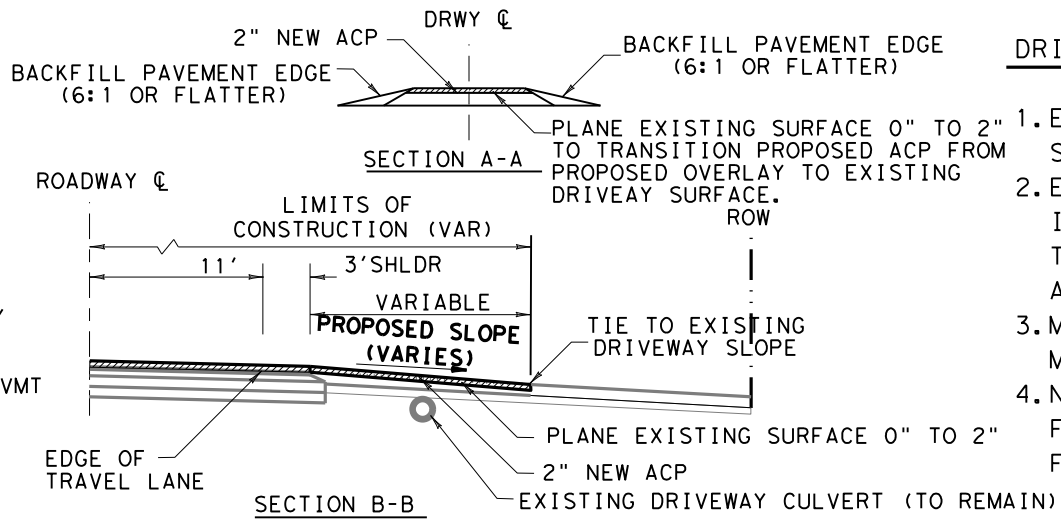 DRWY ℄
2" NEW ACP
BACKFILL PAVEMENT EDGE
(6:1 OR FLATTER)
BACKFILL PAVEMENT EDGE
(6:1 OR FLATTER)
PLANE EXISTING SURFACE 0" TO 2"
TO TRANSITION PROPOSED ACP FROM
PROPOSED OVERLAY TO EXISTING
DRIVEAY SURFACE.
SECTION A-A
ROADWAY ℄
LIMITS OF
CONSTRUCTION (VAR)
ROW
11'
3'SHLDR
VARIABLE
PROPOSED SLOPE
(VARIES)
TIE TO EXISTING
DRIVEWAY SLOPE
VMT
PLANE EXISTING SURFACE 0" TO 2"
EDGE OF
TRAVEL LANE
2" NEW ACP
EXISTING DRIVEWAY CULVERT (TO REMAIN)
SECTION B-B
DRI
1. E
S
2. E
I
T
A
3. M
M
4. N
F
F